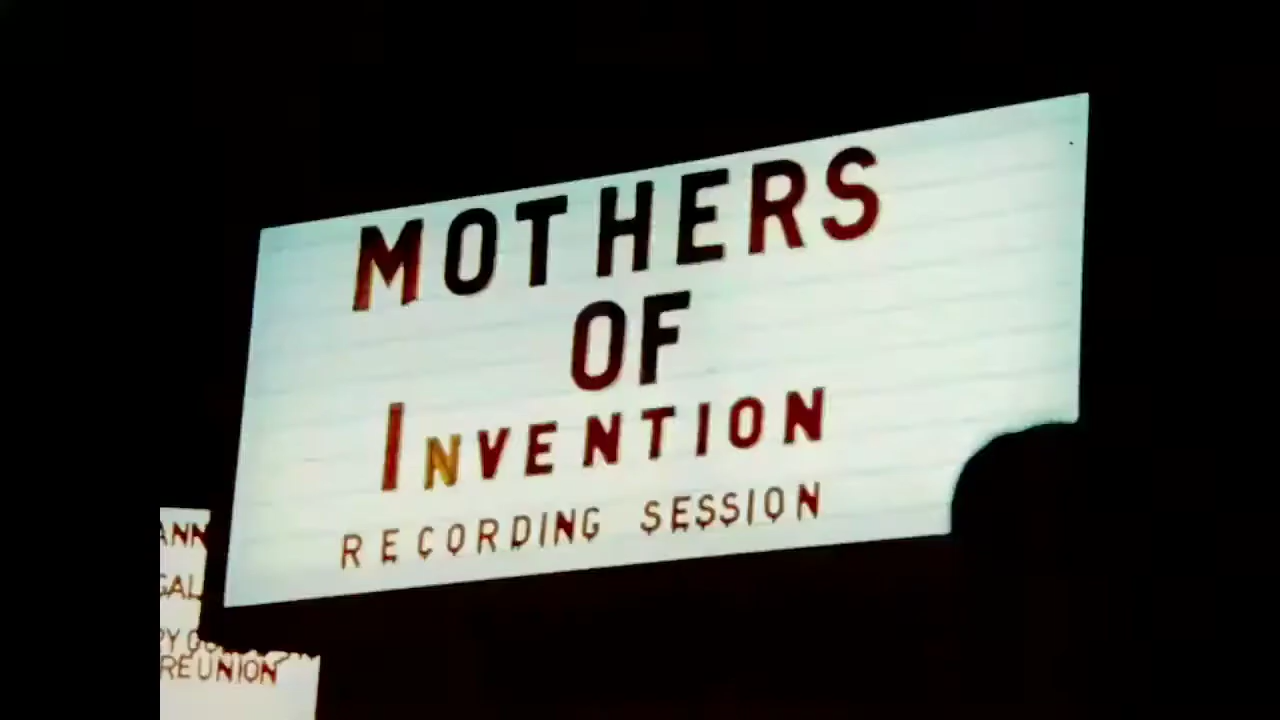 MOTHERS
OF
INVENTION
RECORDING SESSION
REUNION